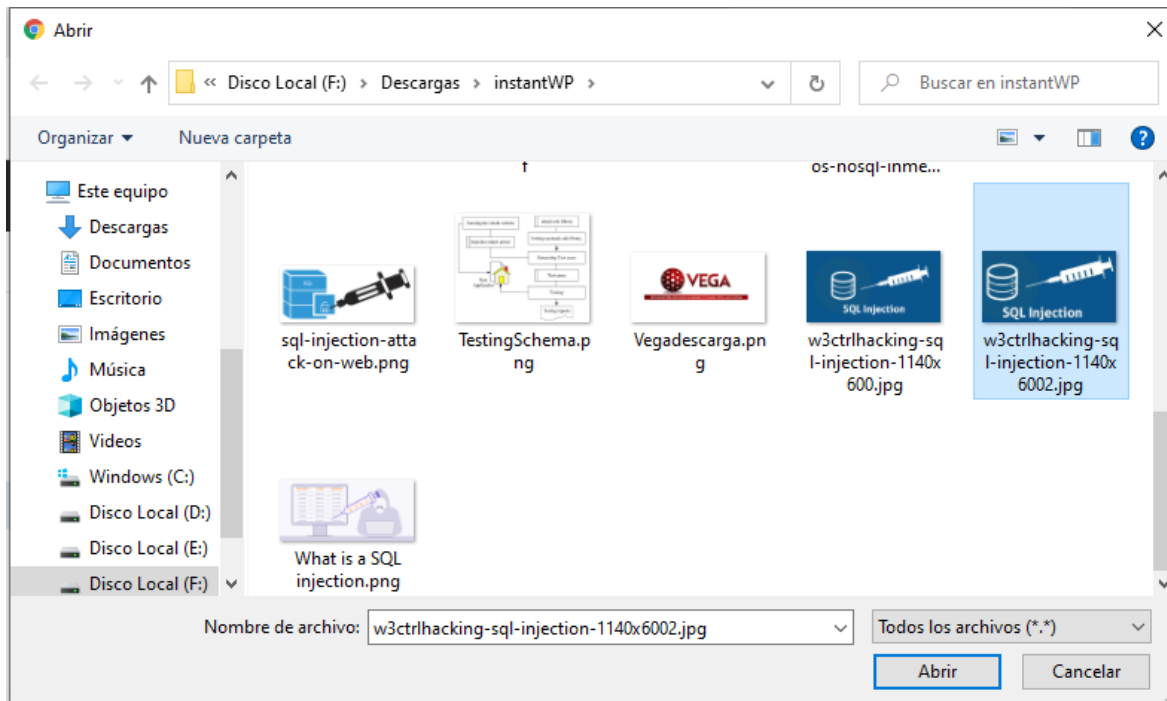 Abrir
« Disco Local (F:) › Descargas › instantWP ›
Buscar en instantWP
Organizar
Nueva carpeta
?
Este equipo
Descargas
Documentos
Escritorio
Imágenes
Música
Objetos 3D
Videos
Windows (C:)
Disco Local (D:)
Disco Local (E:)
Disco Local (F:)
os-nosql-inme...
sql-injection-atta
ck-on-web.png
TestingSchema.p
ng
VEGA
Vegadescarga.pn
g
SQL Injection
w3ctrlhacking-sq
l-injection-1140x
600.jpg
SQL Injection
w3ctrlhacking-sq
l-injection-1140x
6002.jpg
What is a SQL
injection.png
Nombre de archivo:
w3ctrlhacking-sql-injection-1140x6002.jpg
Todos los archivos (*.*)
Abrir
Cancelar